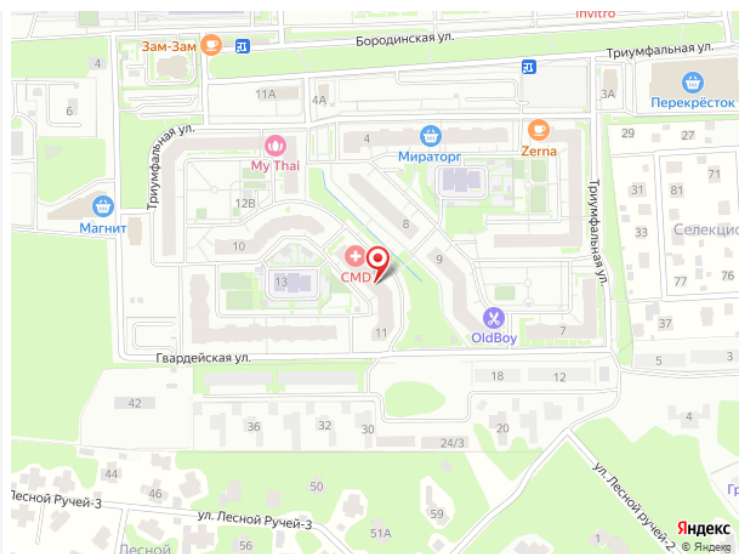 Invitro
Зам-Зам
Бородинская ул.
Триумфальная ул.
4
11А
4А
3А
Перекрёсток
6
Триумфальная ул.
My Thai
4
Мираторг
Zerna
29
27
31
81
71
12В
Магнит
8
Триумфальная ул.
10
9
Селекцио
33
77
13
CMD
37
11
OldBoy
7
Гвардейская ул.
5
3
18
12
42
36
32
30
24/3
20
4
44
46
50
59
51А
Лесной Ручей-3
ул. Лесной Ручей-3
ул. Лесной ручей-2
1
Гр
Лесной
Яндекс
© Яндекс